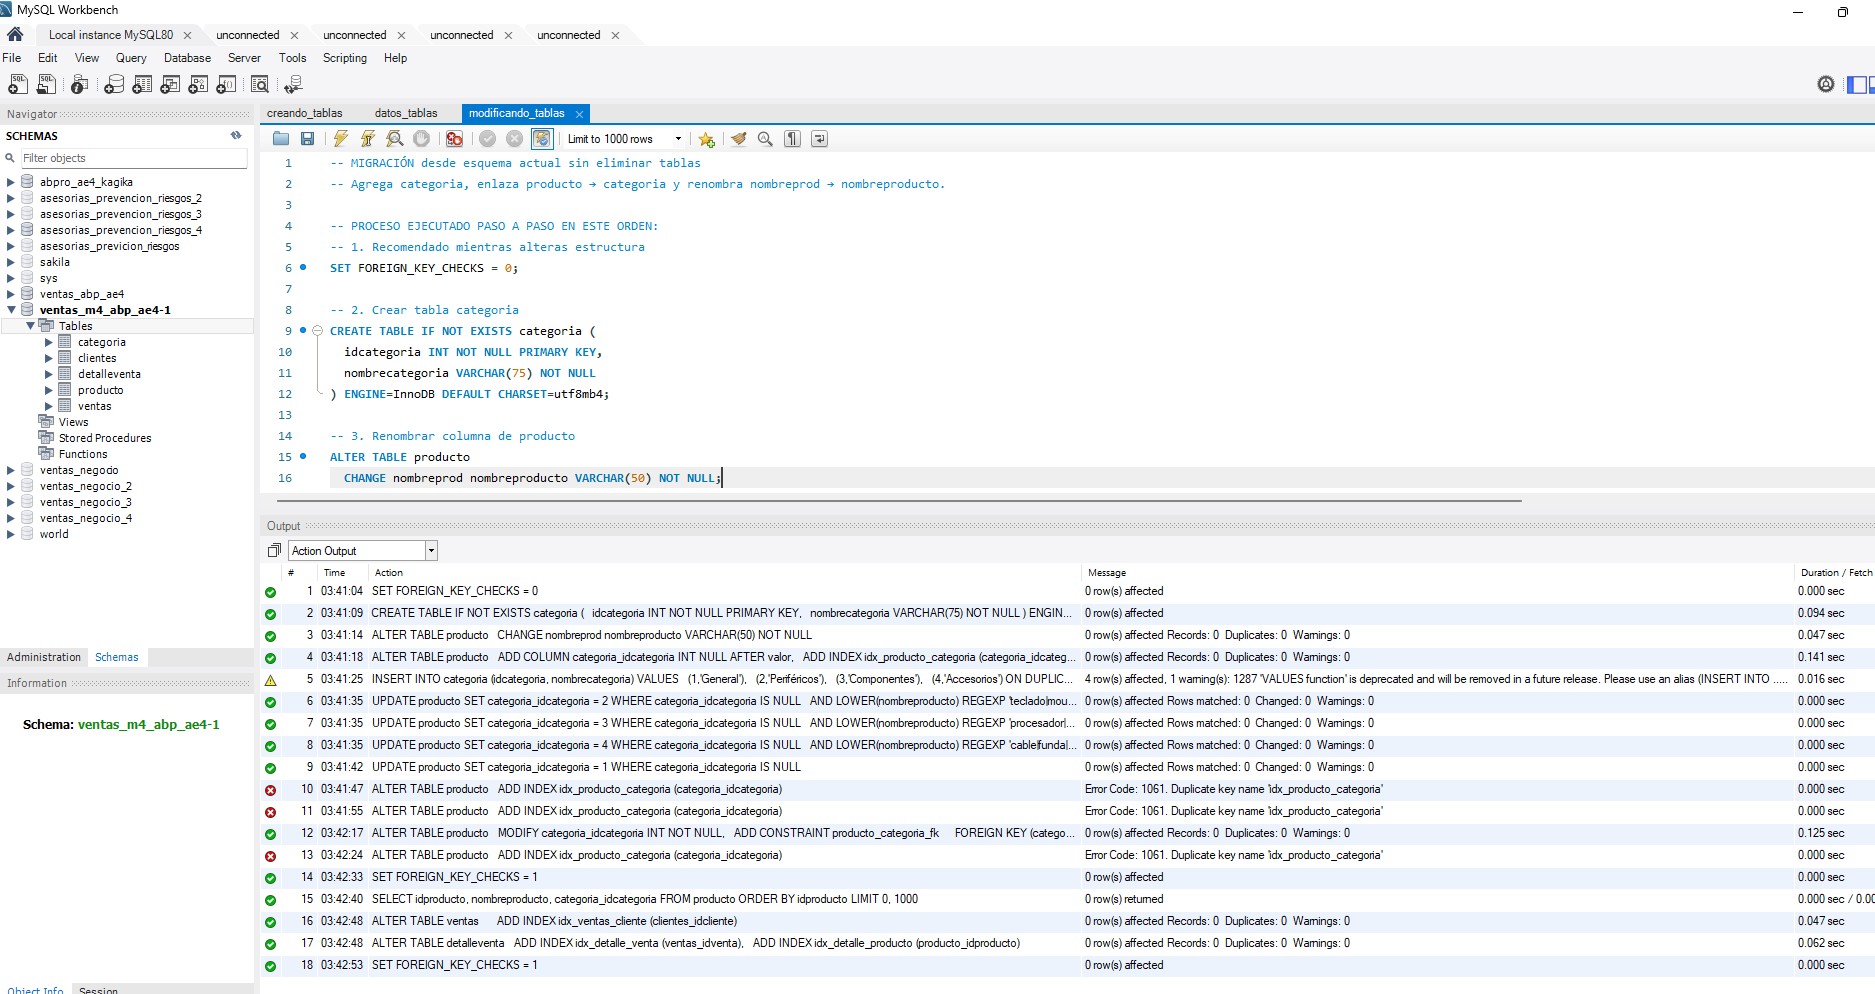 MySQL Workbench
Local instance MySQL80 unconnected unconnected unconnected unconnected
File Edit View Query Database Server Tools Scripting Help
Navigator
SCHEMAS
Filter objects
abpro_ae4_kagika
asesorias_prevencion_riesgos_2
asesorias_prevencion_riesgos_3
asesorias_prevencion_riesgos_4
asesorias_previcion_riesgos
sakila
sys
ventas_abp_ae4
ventas_m4_abp_ae4-1
Tables
categoria
clientes
detalleventa
producto
ventas
Views
Stored Procedures
Functions
ventas_negocio
ventas_negocio_2
ventas_negocio_3
ventas_negocio_4
world
Administration Schemas
Information
Schema: ventas_m4_abp_ae4-1
Object Info Session
creando_tablas datos_tablas modificando_tablas
Limit to 1000 rows
1 -- MIGRACIÓN desde esquema actual sin eliminar tablas
2 -- Agrega categoria, enlaza producto → categoria y renombra nombreprod → nombreproducto.
3
4 -- PROCESO EJECUTADO PASO A PASO EN ESTE ORDEN:
5 -- 1. Recomendado mientras alteras estructura
6 SET FOREIGN_KEY_CHECKS = 0;
7
8 -- 2. Crear tabla categoria
9 CREATE TABLE IF NOT EXISTS categoria (
10 idcategoria INT NOT NULL PRIMARY KEY,
11 nombrecategoria VARCHAR(75) NOT NULL
12 ) ENGINE=InnoDB DEFAULT CHARSET=utf8mb4;
13
14 -- 3. Renombrar columna de producto
15 ALTER TABLE producto
16 CHANGE nombreprod nombreproducto VARCHAR(50) NOT NULL;
Output
Action Output
# Time Action Message Duration / Fetch
1 03:41:04 SET FOREIGN_KEY_CHECKS = 0 0 row(s) affected 0.000 sec
2 03:41:09 CREATE TABLE IF NOT EXISTS categoria ( idcategoria INT NOT NULL PRIMARY KEY, nombrecategoria VARCHAR(75) NOT NULL ) ENGIN... 0 row(s) affected 0.094 sec
3 03:41:14 ALTER TABLE producto CHANGE nombreprod nombreproducto VARCHAR(50) NOT NULL 0 row(s) affected Records: 0 Duplicates: 0 Warnings: 0 0.047 sec
4 03:41:18 ALTER TABLE producto ADD COLUMN categoria_idcategoria INT NULL AFTER valor, ADD INDEX idx_producto_categoria (categoria_idcateg... 0 row(s) affected Records: 0 Duplicates: 0 Warnings: 0 0.141 sec
5 03:41:25 INSERT INTO categoria (idcategoria, nombrecategoria) VALUES (1,'General'), (2,'Periféricos'), (3,'Componentes'), (4,'Accesorios') ON DUPLIC... 4 row(s) affected, 1 warning(s): 1287 'VALUES function' is deprecated and will be removed in a future release. Please use an alias (INSERT INTO ..... 0.016 sec
6 03:41:35 UPDATE producto SET categoria_idcategoria = 2 WHERE categoria_idcategoria IS NULL AND LOWER(nombreproducto) REGEXP 'teclado|mou... 0 row(s) affected Rows matched: 0 Changed: 0 Warnings: 0 0.000 sec
7 03:41:35 UPDATE producto SET categoria_idcategoria = 3 WHERE categoria_idcategoria IS NULL AND LOWER(nombreproducto) REGEXP 'procesador|... 0 row(s) affected Rows matched: 0 Changed: 0 Warnings: 0 0.000 sec
8 03:41:35 UPDATE producto SET categoria_idcategoria = 4 WHERE categoria_idcategoria IS NULL AND LOWER(nombreproducto) REGEXP 'cable|funda|... 0 row(s) affected Rows matched: 0 Changed: 0 Warnings: 0 0.000 sec
9 03:41:42 UPDATE producto SET categoria_idcategoria = 1 WHERE categoria_idcategoria IS NULL 0 row(s) affected Rows matched: 0 Changed: 0 Warnings: 0 0.000 sec
10 03:41:47 ALTER TABLE producto ADD INDEX idx_producto_categoria (categoria_idcategoria) Error Code: 1061. Duplicate key name 'idx_producto_categoria' 0.000 sec
11 03:41:55 ALTER TABLE producto ADD INDEX idx_producto_categoria (categoria_idcategoria) Error Code: 1061. Duplicate key name 'idx_producto_categoria' 0.000 sec
12 03:42:17 ALTER TABLE producto MODIFY categoria_idcategoria INT NOT NULL, ADD CONSTRAINT producto_categoria_fk FOREIGN KEY (catego... 0 row(s) affected Records: 0 Duplicates: 0 Warnings: 0 0.125 sec
13 03:42:24 ALTER TABLE producto ADD INDEX idx_producto_categoria (categoria_idcategoria) Error Code: 1061. Duplicate key name 'idx_producto_categoria' 0.000 sec
14 03:42:33 SET FOREIGN_KEY_CHECKS = 1 0 row(s) affected 0.000 sec
15 03:42:40 SELECT idproducto, nombreproducto, categoria_idcategoria FROM producto ORDER BY idproducto LIMIT 0, 1000 0 row(s) returned 0.000 sec / 0.00
16 03:42:48 ALTER TABLE ventas ADD INDEX idx_ventas_cliente (clientes_idcliente) 0 row(s) affected Records: 0 Duplicates: 0 Warnings: 0 0.047 sec
17 03:42:48 ALTER TABLE detalleventa ADD INDEX idx_detalle_venta (ventas_idventa), ADD INDEX idx_detalle_producto (producto_idproducto) 0 row(s) affected Records: 0 Duplicates: 0 Warnings: 0 0.062 sec
18 03:42:53 SET FOREIGN_KEY_CHECKS = 1 0 row(s) affected 0.000 sec